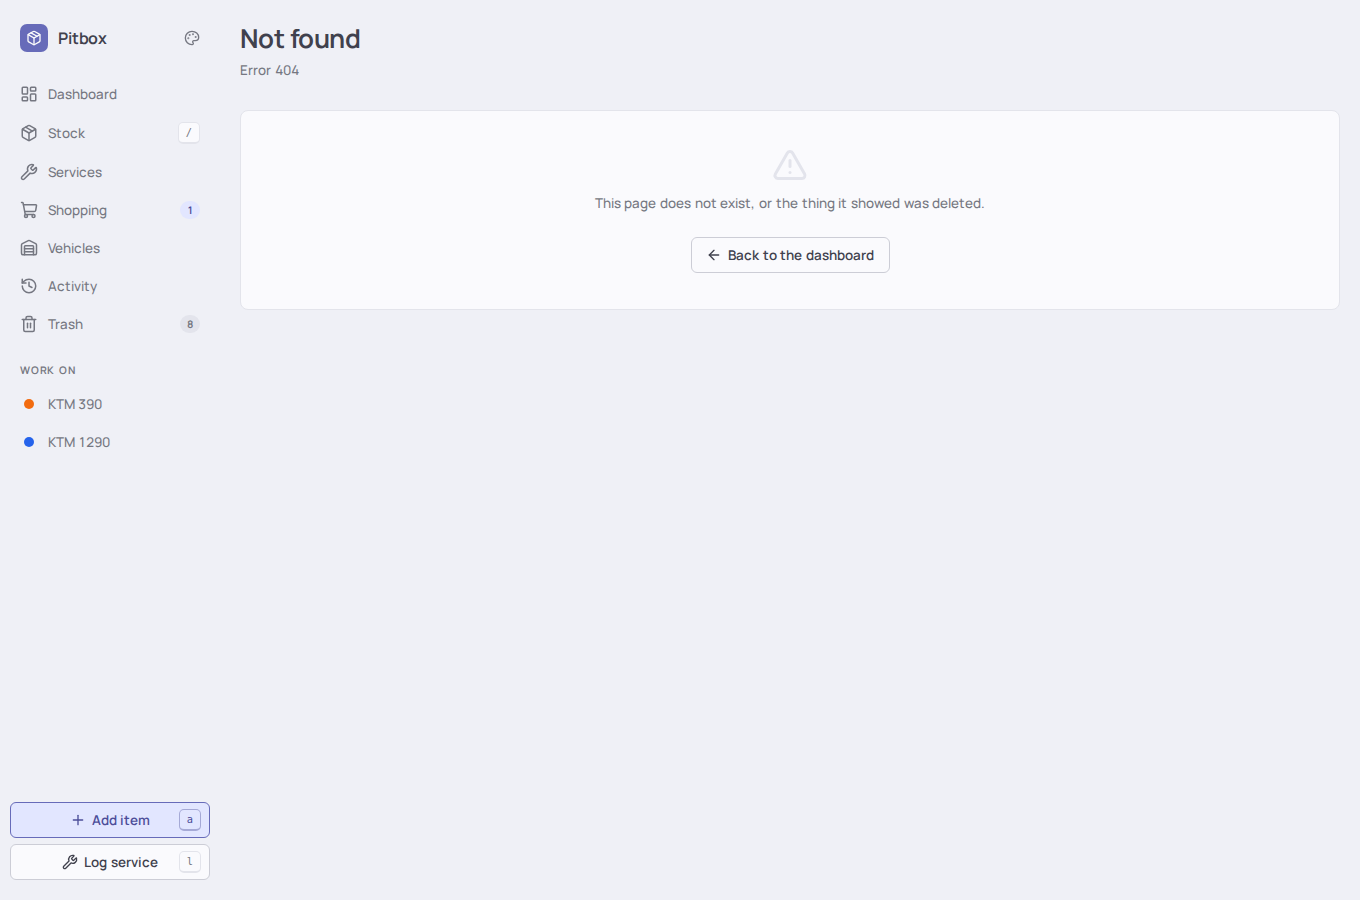 Pitbox
Dashboard
Stock /
Services
Shopping 1
Vehicles
Activity
Trash 8
WORK ON
KTM 390
KTM 1290
Add item a
Log service l
Not found
Error 404
This page does not exist, or the thing it showed was deleted.
Back to the dashboard